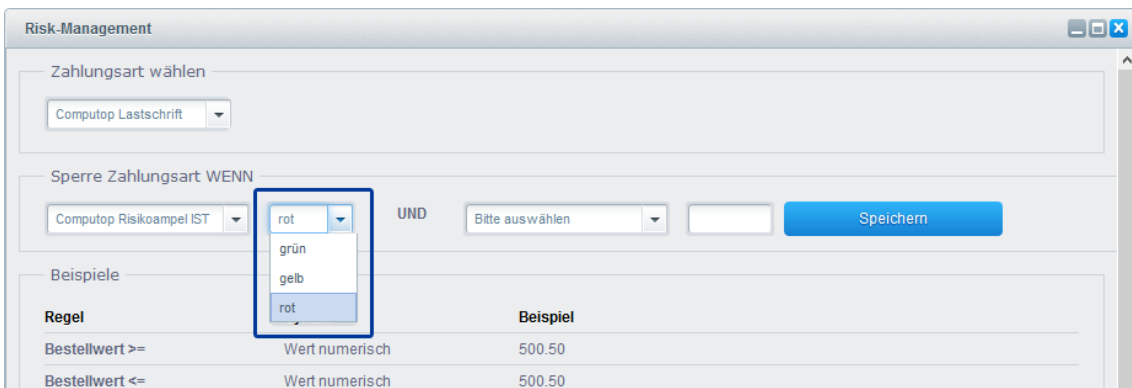 Risk-Management
Zahlungsart wählen
Computop Lastschrift
Sperre Zahlungsart WENN
Computop Risikoampel IST rot UND Bitte auswählen Speichern
grün
gelb
rot
Beispiele
Regel Beispiel
Bestellwert >= Wert numerisch 500.50
Bestellwert <= Wert numerisch 500.50